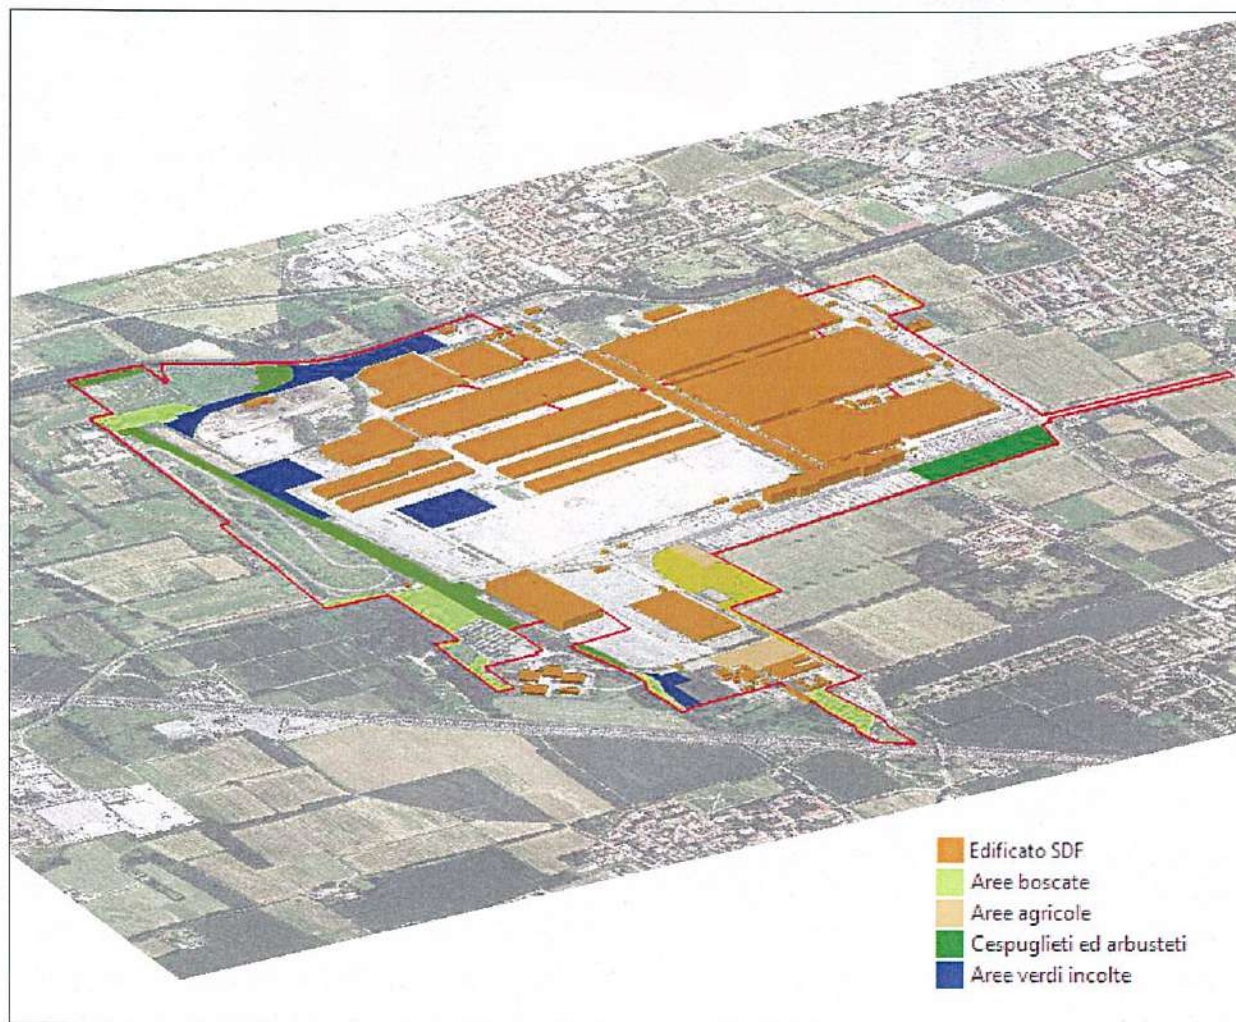 Edificato SDF
Aree boscate
Aree agricole
Cespuglieti ed arbusteti
Aree verdi incolte